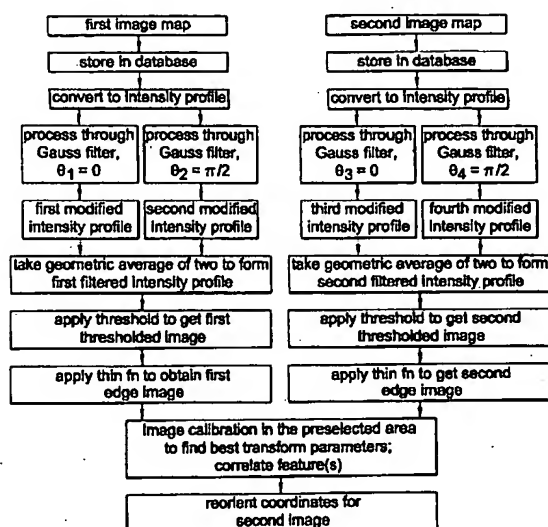 first image map
store in database
convert to intensity profile
process through
Gauss filter,
θ1 = 0
process through
Gauss filter,
θ2 = π/2
first modified
intensity profile
second modified
intensity profile
take geometric average of two to form
first filtered intensity profile
apply threshold to get first
thresholded image
apply thin fn to obtain first
edge image
second image map
store in database
convert to intensity profile
process through
Gauss filter,
θ3 = 0
process through
Gauss filter,
θ4 = π/2
third modified
intensity profile
fourth modified
intensity profile
take geometric average of two to form
second filtered intensity profile
apply threshold to get second
thresholded image
apply thin fn to get second
edge image
image calibration in the preselected area
to find best transform parameters;
correlate feature(s)
reorient coordinates for
second image